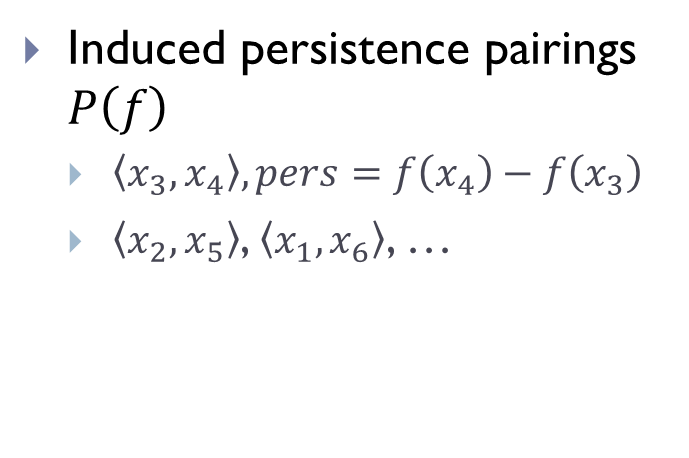 Induced persistence pairings
P(f)
⟨x₃, x₄⟩, pers = f(x₄) − f(x₃)
⟨x₂, x₅⟩, ⟨x₁, x₆⟩, …